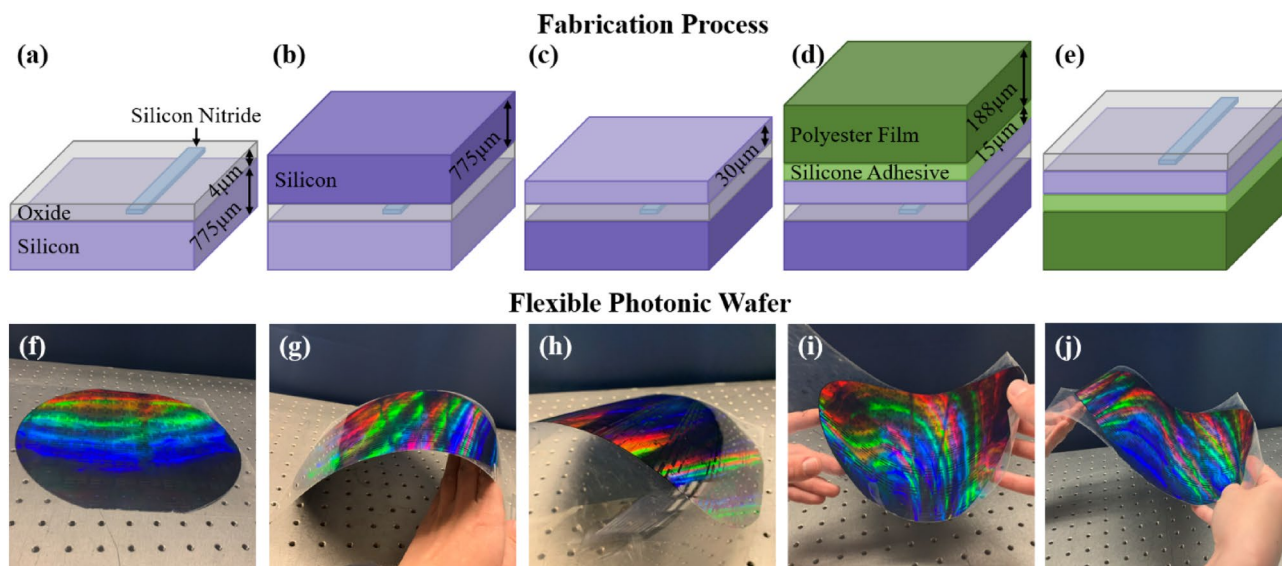 Fabrication Process
(a)
Silicon Nitride
4μm
Oxide
775μm
Silicon
(b)
775μm
Silicon
(c)
30μm
(d)
188μm
Polyester Film
15μm
Silicone Adhesive
(e)
Flexible Photonic Wafer
(f)
(g)
(h)
(i)
(j)